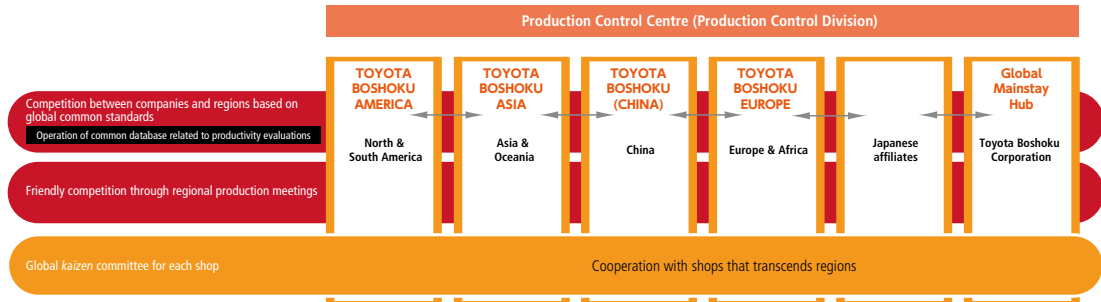 Production Control Centre (Production Control Division)
TOYOTA
BOSHOKU
AMERICA
North &
South America
TOYOTA
BOSHOKU
ASIA
Asia &
Oceania
TOYOTA
BOSHOKU
(CHINA)
China
TOYOTA
BOSHOKU
EUROPE
Europe & Africa
Japanese
affiliates
Global
Mainstay
Hub
Toyota Boshoku
Corporation
Competition between companies and regions based on
global common standards
Operation of common database related to productivity evaluations
Friendly competition through regional production meetings
Global kaizen committee for each shop
Cooperation with shops that transcends regions